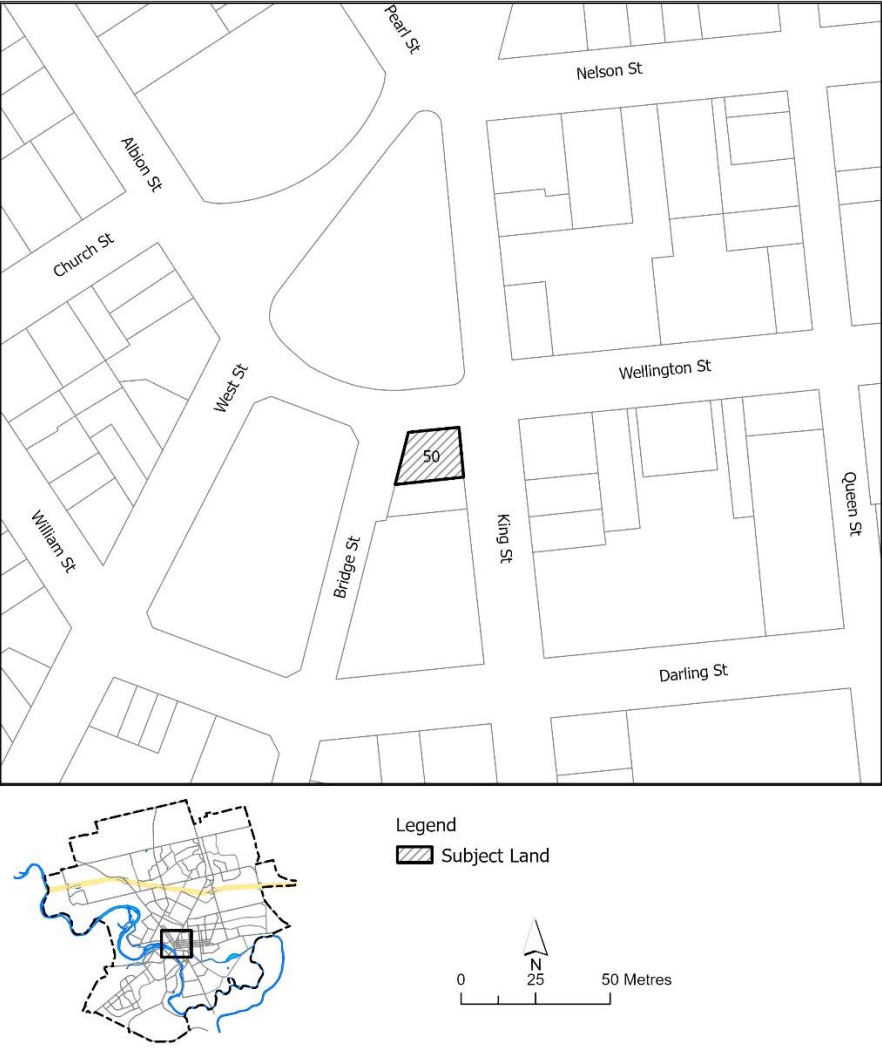 Pearl St
Nelson St
Albion St
Church St
Wellington St
West St
50
Queen St
William St
King St
Bridge St
Darling St
Legend
Subject Land
N
0 25 50 Metres